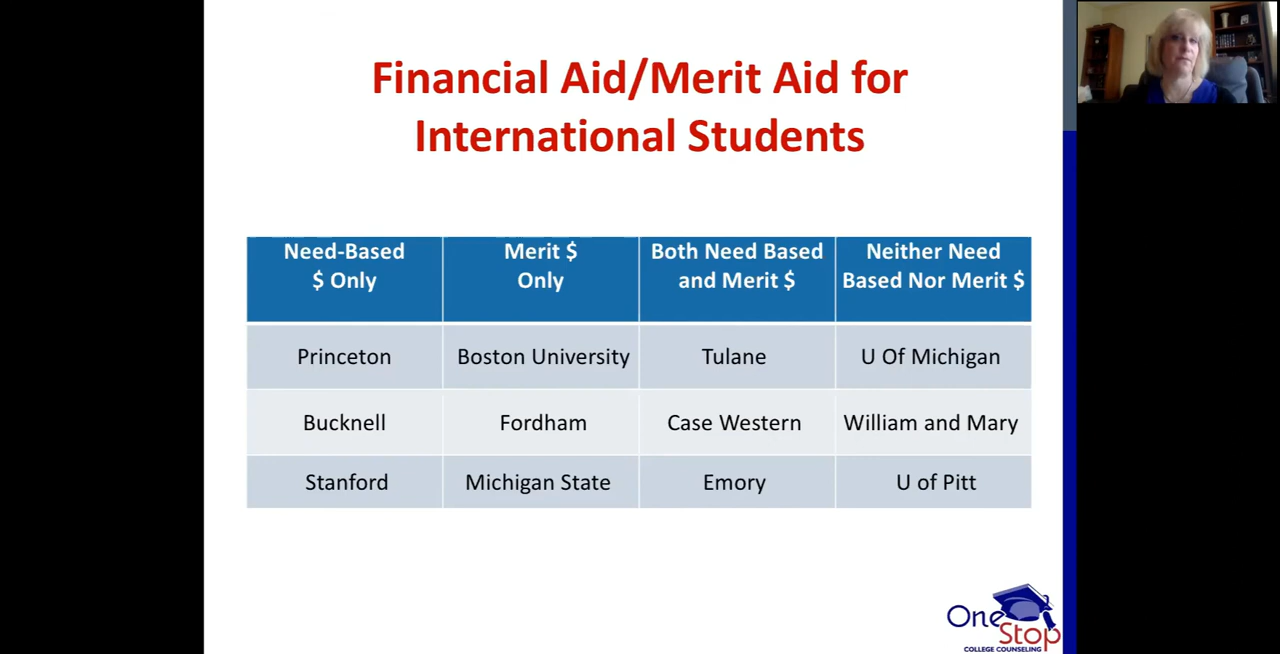 Financial Aid/Merit Aid for
International Students
Need-Based
$ Only
Merit $
Only
Both Need Based
and Merit $
Neither Need
Based Nor Merit $
Princeton
Boston University
Tulane
U Of Michigan
Bucknell
Fordham
Case Western
William and Mary
Stanford
Michigan State
Emory
U of Pitt
One
Stop
COLLEGE COUNSELING